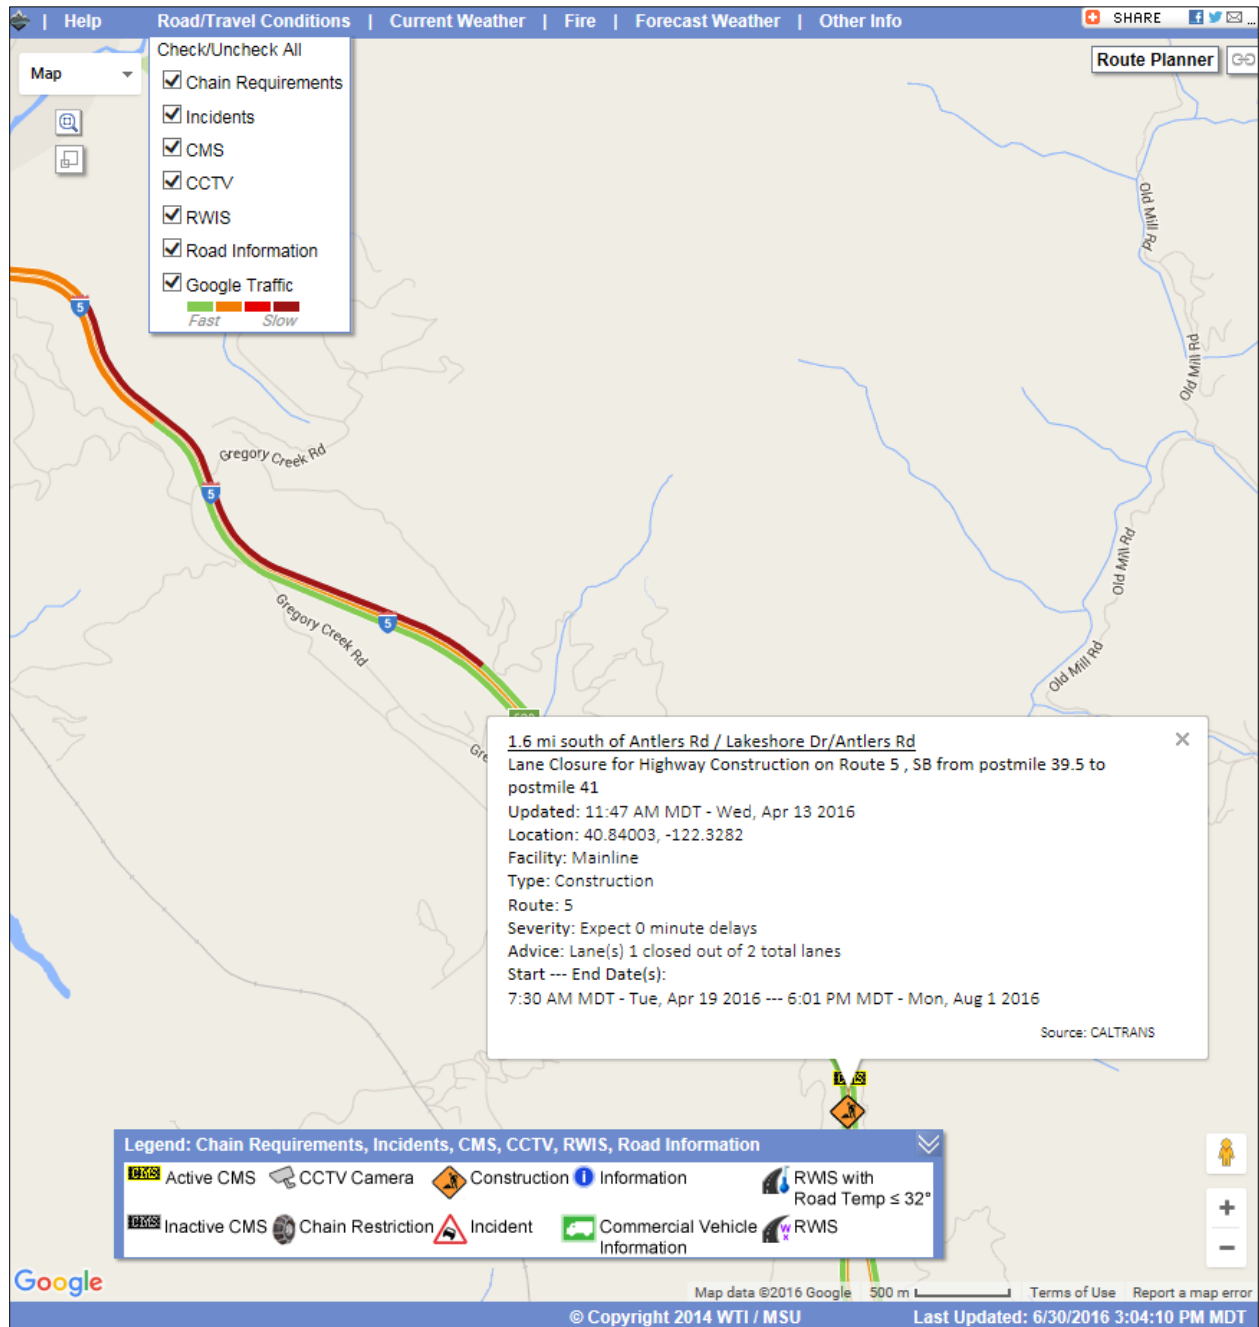 | Help Road/Travel Conditions | Current Weather | Fire | Forecast Weather | Other Info
SHARE ...
Map
Route Planner
Check/Uncheck All
Chain Requirements
Incidents
CMS
CCTV
RWIS
Road Information
Google Traffic
Fast Slow
Old Mill Rd
Old Mill Rd
Old Mill Rd
Old Mill Rd
5
Gregory Creek Rd
5
Gregory Creek Rd
5
Gre
1.6 mi south of Antlers Rd / Lakeshore Dr/Antlers Rd
Lane Closure for Highway Construction on Route 5 , SB from postmile 39.5 to
postmile 41
Updated: 11:47 AM MDT - Wed, Apr 13 2016
Location: 40.84003, -122.3282
Facility: Mainline
Type: Construction
Route: 5
Severity: Expect 0 minute delays
Advice: Lane(s) 1 closed out of 2 total lanes
Start --- End Date(s):
7:30 AM MDT - Tue, Apr 19 2016 --- 6:01 PM MDT - Mon, Aug 1 2016
Source: CALTRANS
Legend: Chain Requirements, Incidents, CMS, CCTV, RWIS, Road Information
CMS Active CMS CCTV Camera Construction Information RWIS with
Road Temp ≤ 32°
CMS Inactive CMS Chain Restriction Incident Commercial Vehicle
Information
RWIS
Google
Map data ©2016 Google 500 m Terms of Use Report a map error
© Copyright 2014 WTI / MSU Last Updated: 6/30/2016 3:04:10 PM MDT